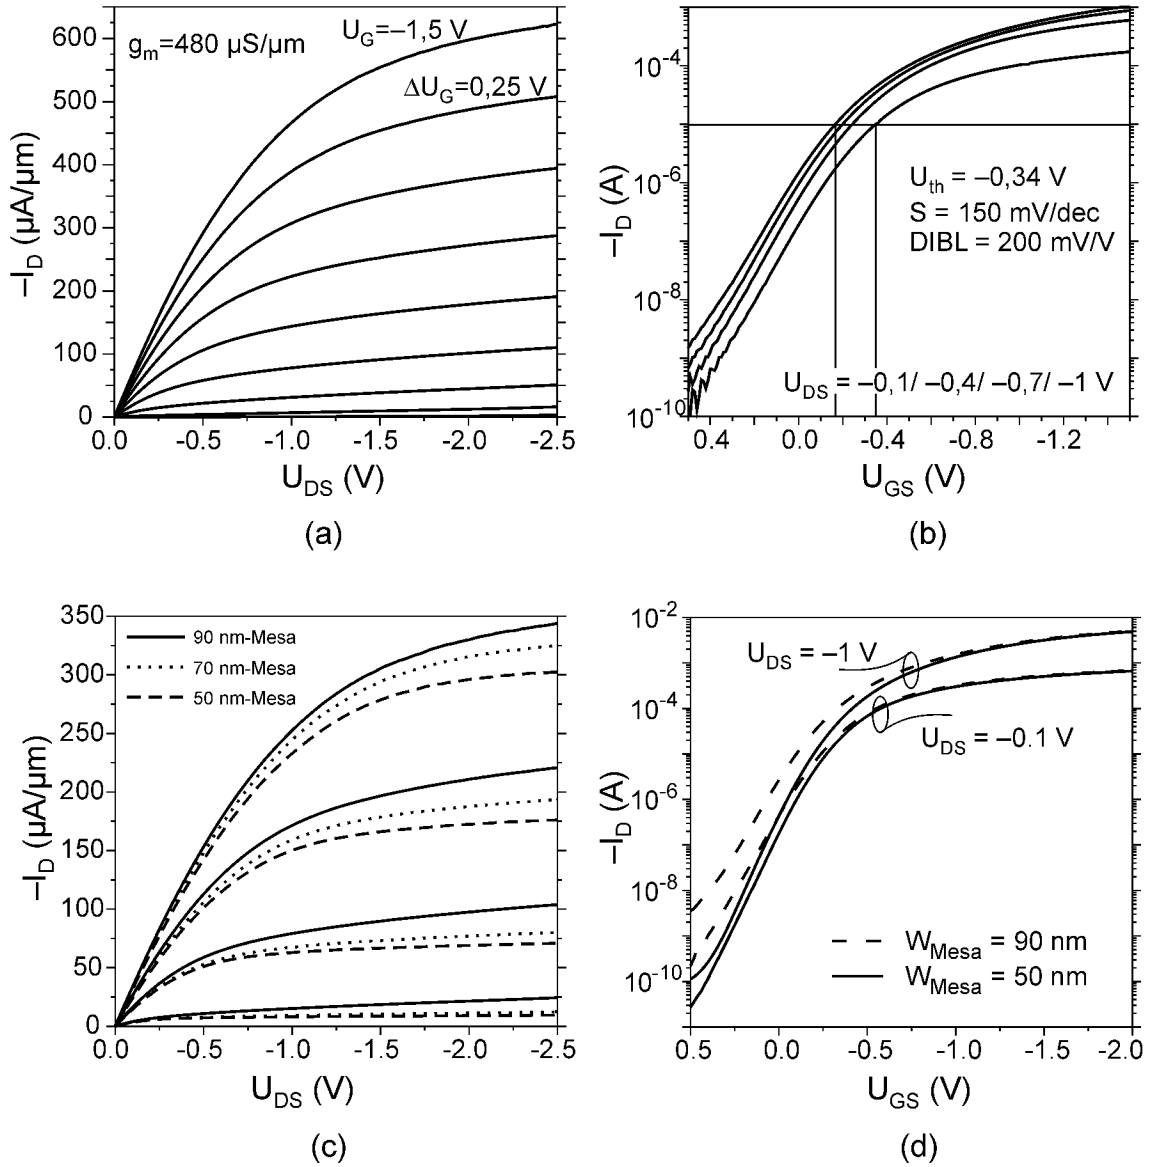 600
500
400
300
200
100
0
–I_D (µA/µm)
g_m=480 µS/µm
U_G=–1,5 V
ΔU_G=0,25 V
0.0 -0.5 -1.0 -1.5 -2.0 -2.5
U_DS (V)
(a)
10^-4
10^-6
10^-8
10^-10
–I_D (A)
U_th = –0,34 V
S = 150 mV/dec
DIBL = 200 mV/V
U_DS = –0,1/ –0,4/ –0,7/ –1 V
0.4 0.0 -0.4 -0.8 -1.2
U_GS (V)
(b)
350
300
250
200
150
100
50
0
–I_D (µA/µm)
90 nm-Mesa
70 nm-Mesa
50 nm-Mesa
0.0 -0.5 -1.0 -1.5 -2.0 -2.5
U_DS (V)
(c)
10^-2
10^-4
10^-6
10^-8
10^-10
–I_D (A)
U_DS = –1 V
U_DS = –0.1 V
W_Mesa = 90 nm
W_Mesa = 50 nm
0.5 0.0 -0.5 -1.0 -1.5 -2.0
U_GS (V)
(d)